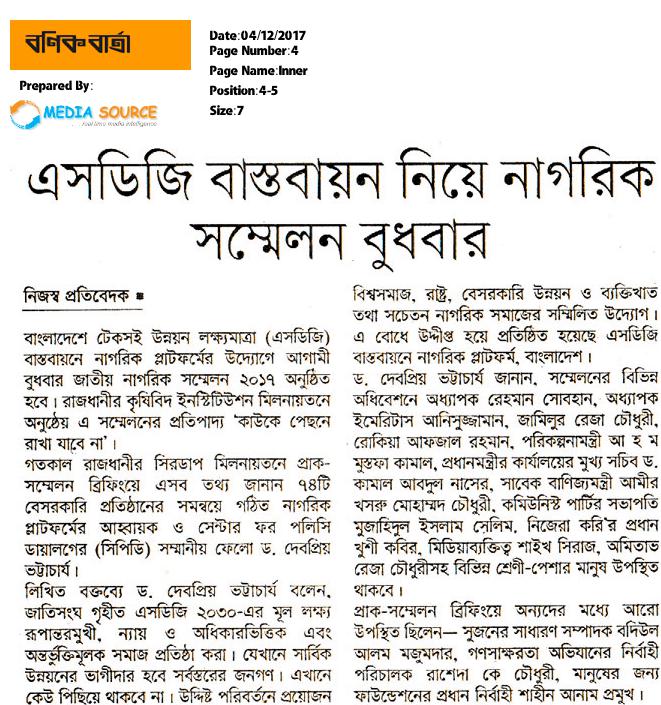 বণিক বার্তা
Prepared By:
MEDIA SOURCE
real time media intelligence
Date:04/12/2017
Page Number:4
Page Name:Inner
Position:4-5
Size:7
এসডিজি বাস্তবায়ন নিয়ে নাগরিক
সম্মেলন বুধবার
নিজস্ব প্রতিবেদক
বাংলাদেশে টেকসই উন্নয়ন লক্ষ্যমাত্রা (এসডিজি)
বাস্তবায়নে নাগরিক প্লাটফর্মের উদ্যোগে আগামী
বুধবার জাতীয় নাগরিক সম্মেলন ২০১৭ অনুষ্ঠিত
হবে। রাজধানীর কৃষিবিদ ইনস্টিটিউশন মিলনায়তনে
অনুষ্ঠেয় এ সম্মেলনের প্রতিপাদ্য ‘কাউকে পেছনে
রাখা যাবে না’।
গতকাল রাজধানীর সিরডাপ মিলনায়তনে প্রাক-
সম্মেলন ব্রিফিংয়ে এসব তথ্য জানান ৭৪টি
বেসরকারি প্রতিষ্ঠানের সমন্বয়ে গঠিত নাগরিক
প্লাটফর্মের আহ্বায়ক ও সেন্টার ফর পলিসি
ডায়ালগের (সিপিডি) সম্মানীয় ফেলো ড. দেবপ্রিয়
ভট্টাচার্য।
লিখিত বক্তব্যে ড. দেবপ্রিয় ভট্টাচার্য বলেন,
জাতিসংঘ গৃহীত এসডিজি ২০৩০-এর মূল লক্ষ্য
রূপান্তরমুখী, ন্যায় ও অধিকারভিত্তিক এবং
অন্তর্ভুক্তিমূলক সমাজ প্রতিষ্ঠা করা। যেখানে সার্বিক
উন্নয়নের ভাগীদার হবে সর্বস্তরের জনগণ। এখানে
কেউ পিছিয়ে থাকবে না। উদ্দিষ্ট পরিবর্তনে প্রয়োজন
বিশ্বসমাজ, রাষ্ট্র, বেসরকারি উন্নয়ন ও ব্যক্তিখাত
তথা সচেতন নাগরিক সমাজের সম্মিলিত উদ্যোগ।
এ বোধে উদ্দীপ্ত হয়ে প্রতিষ্ঠিত হয়েছে এসডিজি
বাস্তবায়নে নাগরিক প্লাটফর্ম, বাংলাদেশ।
ড. দেবপ্রিয় ভট্টাচার্য জানান, সম্মেলনের বিভিন্ন
অধিবেশনে অধ্যাপক রেহমান সোবহান, অধ্যাপক
ইমেরিটাস আনিসুজ্জামান, জামিলুর রেজা চৌধুরী,
রোকিয়া আফজাল রহমান, পরিকল্পনামন্ত্রী আ হ ম
মুস্তফা কামাল, প্রধানমন্ত্রীর কার্যালয়ের মুখ্য সচিব ড.
কামাল আবদুল নাসের, সাবেক বাণিজ্যমন্ত্রী আমীর
খসরু মোহাম্মদ চৌধুরী, কমিউনিস্ট পার্টির সভাপতি
মুজাহিদুল ইসলাম সেলিম, নিজেরা করি’র প্রধান
খুশী কবির, মিডিয়াব্যক্তিত্ব শাইখ সিরাজ, অমিতাভ
রেজা চৌধুরীসহ বিভিন্ন শ্রেণী-পেশার মানুষ উপস্থিত
থাকবে।
প্রাক-সম্মেলন ব্রিফিংয়ে অন্যদের মধ্যে আরো
উপস্থিত ছিলেন— সুজনের সাধারণ সম্পাদক বদিউল
আলম মজুমদার, গণসাক্ষরতা অভিযানের নির্বাহী
পরিচালক রাশেদা কে চৌধুরী, মানুষের জন্য
ফাউন্ডেশনের প্রধান নির্বাহী শাহীন আনাম প্রমুখ।